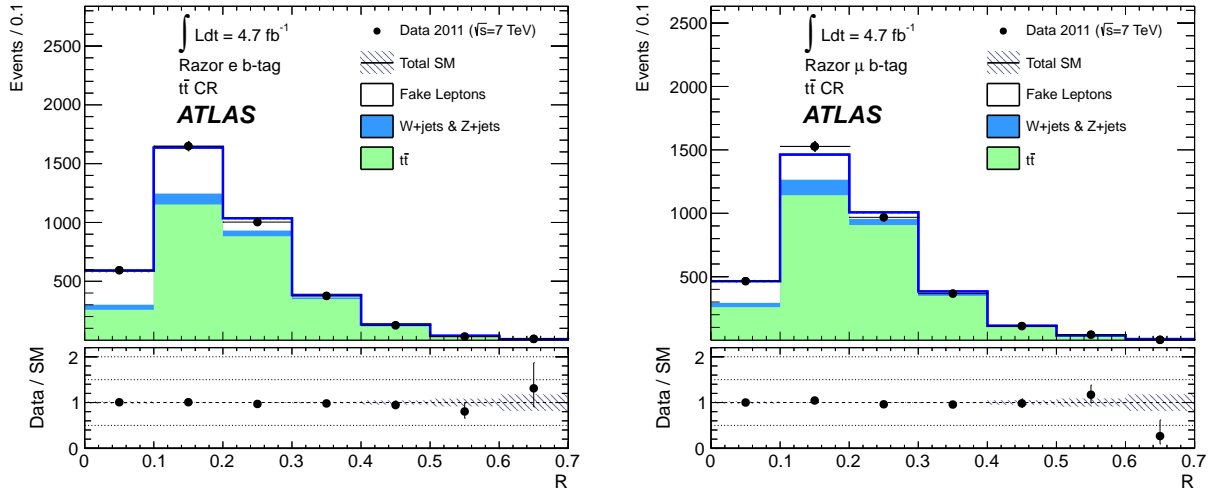 Events / 0.1
2500
2000
1500
1000
500
∫ Ldt = 4.7 fb⁻¹
Razor e b-tag
tt̄ CR
ATLAS
Data 2011 (√s=7 TeV)
Total SM
Fake Leptons
W+jets & Z+jets
tt̄
Data / SM
2
1
0
0 0.1 0.2 0.3 0.4 0.5 0.6 0.7
R
Events / 0.1
2500
2000
1500
1000
500
∫ Ldt = 4.7 fb⁻¹
Razor μ b-tag
tt̄ CR
ATLAS
Data 2011 (√s=7 TeV)
Total SM
Fake Leptons
W+jets & Z+jets
tt̄
Data / SM
2
1
0
0 0.1 0.2 0.3 0.4 0.5 0.6 0.7
R